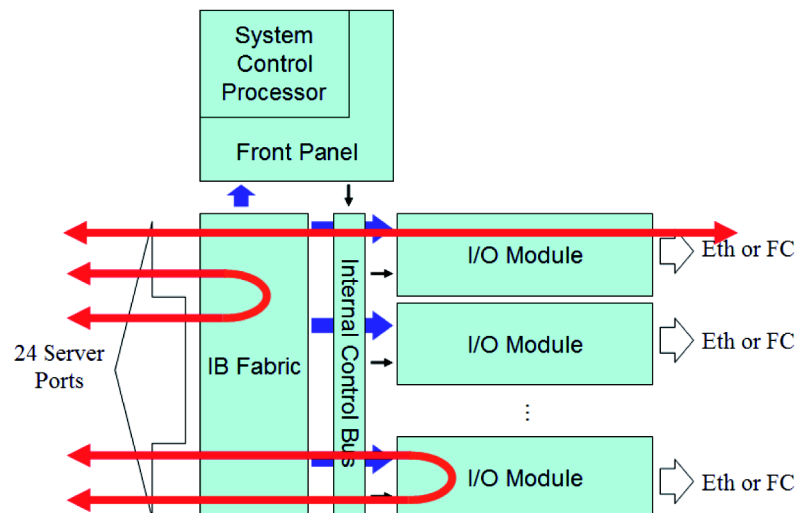 System
Control
Processor
Front Panel
I/O Module
Eth or FC
Internal Control Bus
I/O Module
Eth or FC
24 Server
Ports
IB Fabric
...
I/O Module
Eth or FC